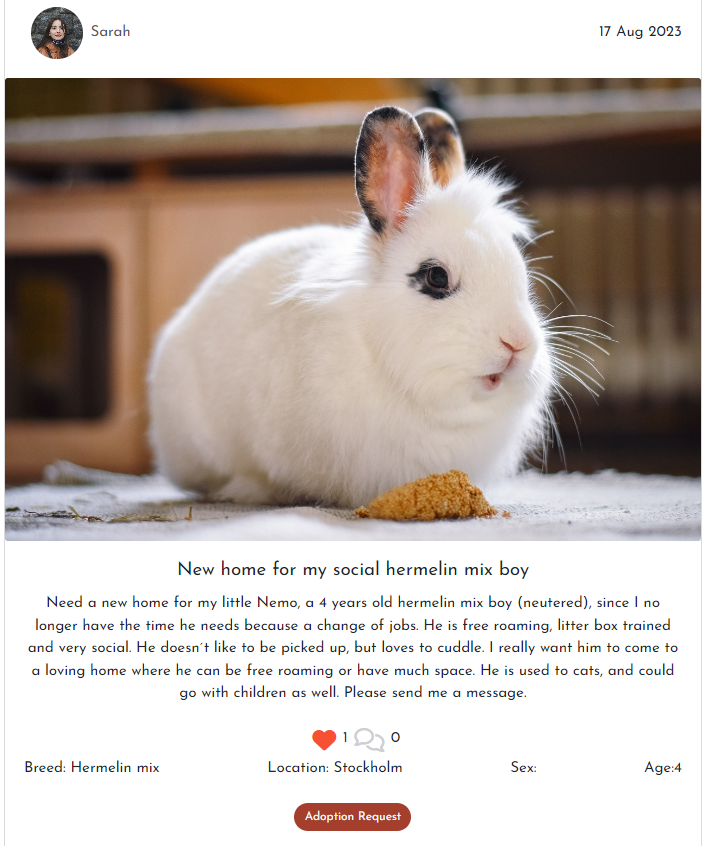 Sarah
17 Aug 2023
New home for my social hermelin mix boy
Need a new home for my little Nemo, a 4 years old hermelin mix boy (neutered), since I no
longer have the time he needs because a change of jobs. He is free roaming, litter box trained
and very social. He doesn´t like to be picked up, but loves to cuddle. I really want him to come to
a loving home where he can be free roaming or have much space. He is used to cats, and could
go with children as well. Please send me a message.
1 0
Breed: Hermelin mix Location: Stockholm Sex: Age:4
Adoption Request